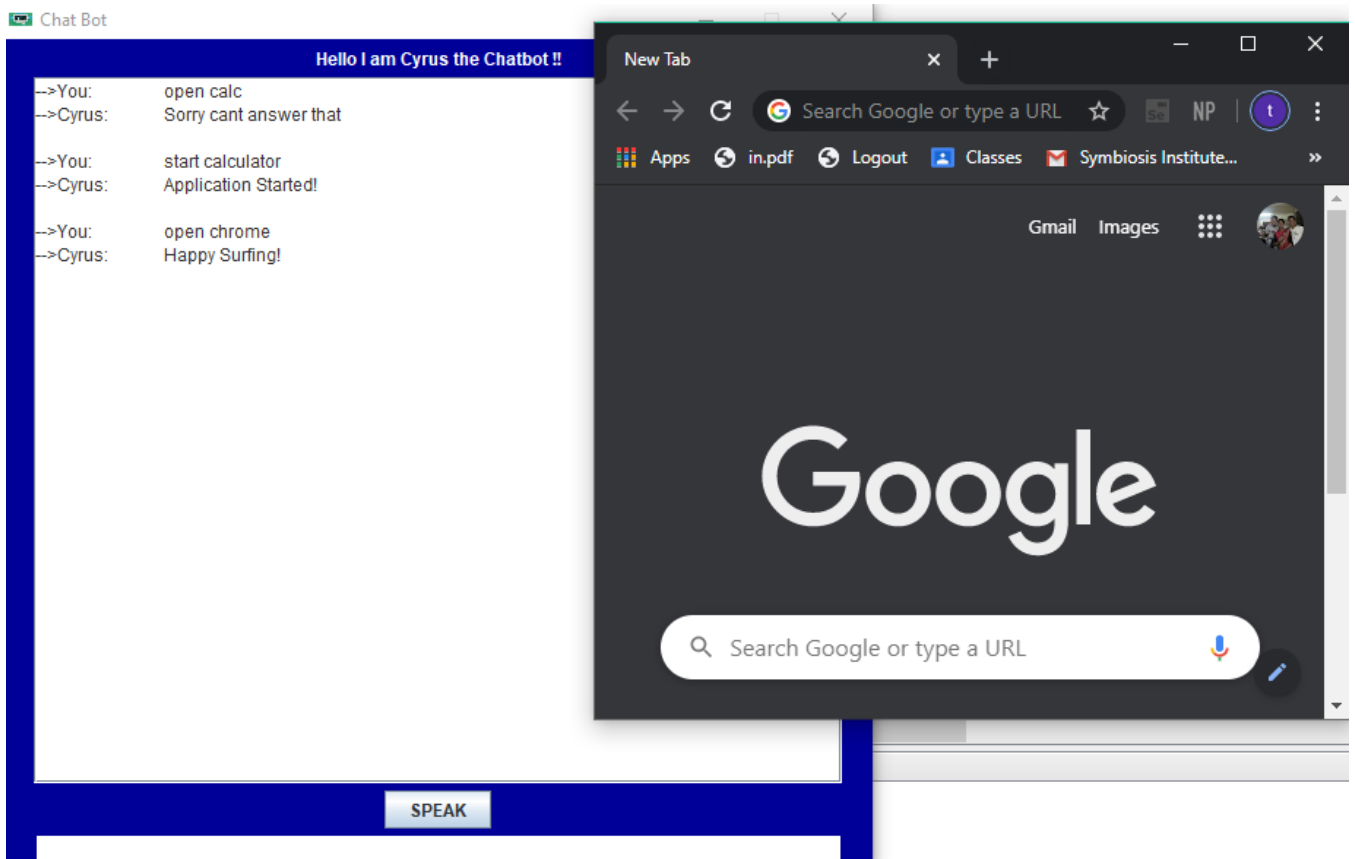 Chat Bot
Hello I am Cyrus the Chatbot !!
-->You: open calc
-->Cyrus: Sorry cant answer that
-->You: start calculator
-->Cyrus: Application Started!
-->You: open chrome
-->Cyrus: Happy Surfing!
SPEAK
New Tab
Search Google or type a URL
Se NP t
Apps in.pdf Logout Classes Symbiosis Institute... »
Gmail Images
Google
Search Google or type a URL